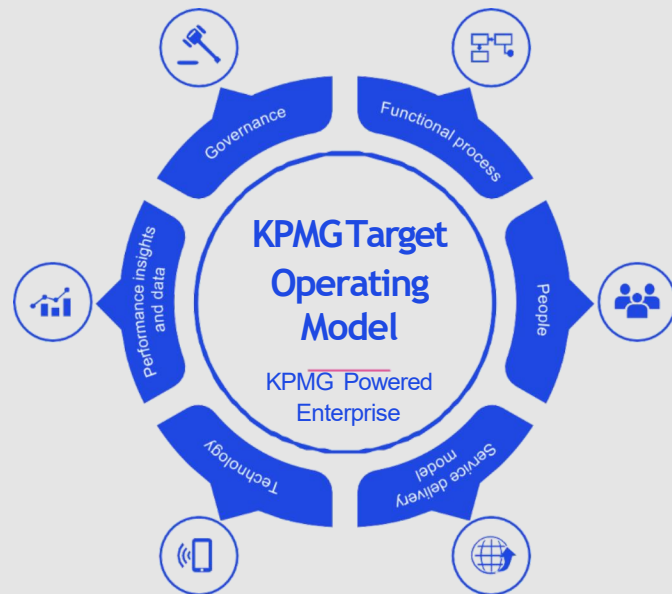 KPMG Target
Operating
Model
KPMG Powered
Enterprise
Functional process
People
Service delivery
model
Technology
Performance insights
and data
Governance